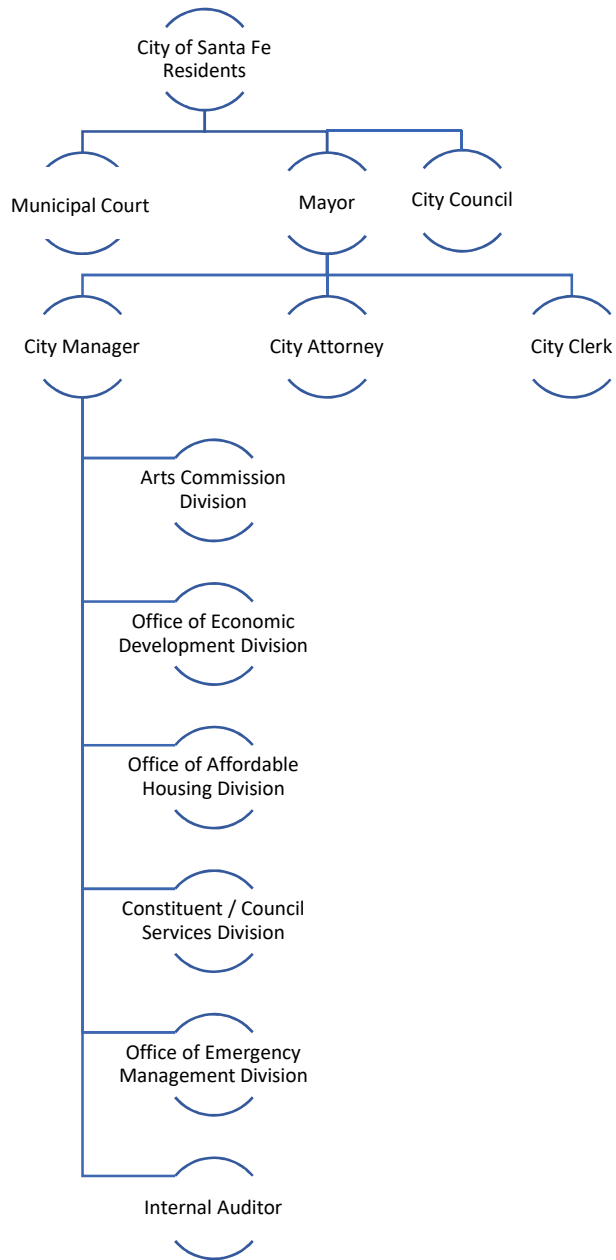 City of Santa Fe
Residents
Municipal Court
Mayor
City Council
City Manager
City Attorney
City Clerk
Arts Commission
Division
Office of Economic
Development Division
Office of Affordable
Housing Division
Constituent / Council
Services Division
Office of Emergency
Management Division
Internal Auditor